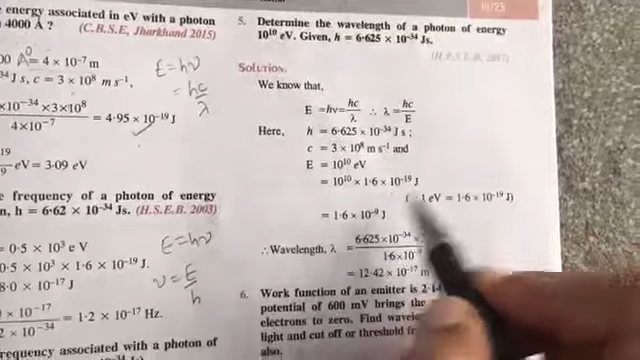 energy associated in eV with a photon
4000 Å ? (C.B.S.E, Jharkhand 2015)
Å = 4 × 10⁻⁷ m
J s, c = 3 × 10⁸ m s⁻¹,
×10⁻³⁴ ×3×10⁸ / 4×10⁻⁷ = 4·95 × 10⁻¹⁹ J
eV = 3·09 eV
E = hν
= hc/λ
e frequency of a photon of energy
n, h = 6·62 × 10⁻³⁴ Js. (H.S.E.B. 2003)
= 0·5 × 10³ e V
0·5 × 10³ × 1·6 × 10⁻¹⁹ J.
8·0 × 10⁻¹⁷ J
× 10⁻¹⁷ / 2 × 10⁻³⁴ = 1·2 × 10⁻¹⁷ Hz.
E = hν
ν = E/h
frequency associated with a photon of
III/25
5. Determine the wavelength of a photon of energy
10¹⁰ eV. Given, h = 6·625 × 10⁻³⁴ Js.
(H.S.E.B. 2017)
Solution.
We know that,
E = hν = hc/λ ∴ λ = hc/E
Here, h = 6·625 × 10⁻³⁴ J s ;
c = 3 × 10⁸ m s⁻¹ and
E = 10¹⁰ eV
= 10¹⁰ × 1·6 × 10⁻¹⁹ J
eV = 1·6 × 10⁻¹⁹ J)
= 1·6 × 10⁻⁹ J
∴ Wavelength, λ = 6·625 × 10⁻³⁴ / 1·6×10
= 12·42 × 10⁻¹⁷ m
6. Work function of an emitter is 2·14
potential of 600 mV brings the
electrons to zero. Find
light and cut off or threshold
also.